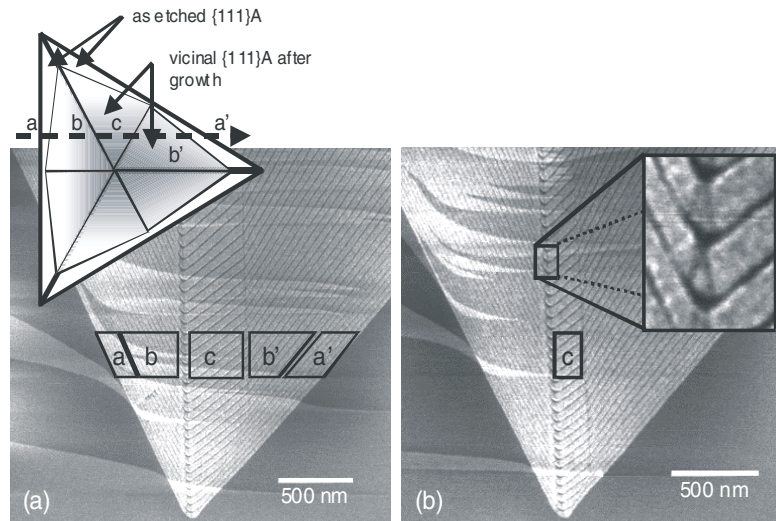 as etched {111}A
vicinal {111}A after
growth
a b c a'
b'
a b c b' a'
c
(a) 500 nm
(b) 500 nm